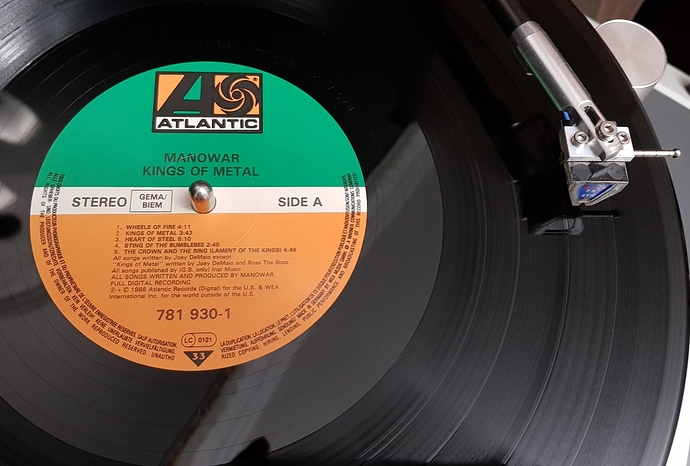 ATLANTIC
MANOWAR
KINGS OF METAL
STEREO GEMA/ BIEM SIDE A
1. WHEELS OF FIRE 4:11
2. KINGS OF METAL 3:43
3. HEART OF STEEL 5:10
4. STING OF THE BUMBLEBEE 2:45
5. THE CROWN AND THE RING (LAMENT OF THE KINGS) 4:46
All songs written by Joey DeMaio except
"Kings of Metal" written by Joey DeMaio and Ross The Boss.
All songs published by (G.B. only) Inar Music
ALL SONGS WRITTEN AND PRODUCED BY MANOWAR.
FULL DIGITAL RECORDING
℗ + © 1988 Atlantic Records (Digital) for the U.S. & WEA
International Inc. for the world outside of the U.S.
781 930-1
LC 0121
33